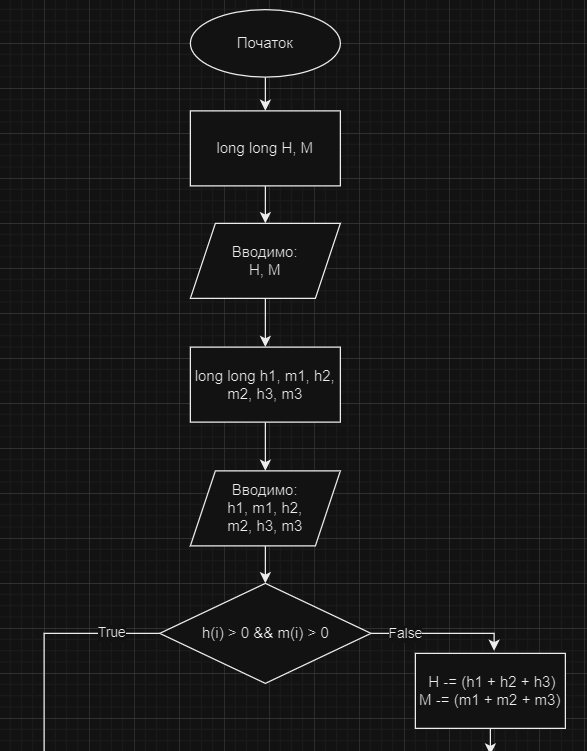 Початок
long long H, M
Вводимо:
H, M
long long h1, m1, h2,
m2, h3, m3
Вводимо:
h1, m1, h2,
m2, h3, m3
h(i) > 0 && m(i) > 0
True
False
H -= (h1 + h2 + h3)
M -= (m1 + m2 + m3)